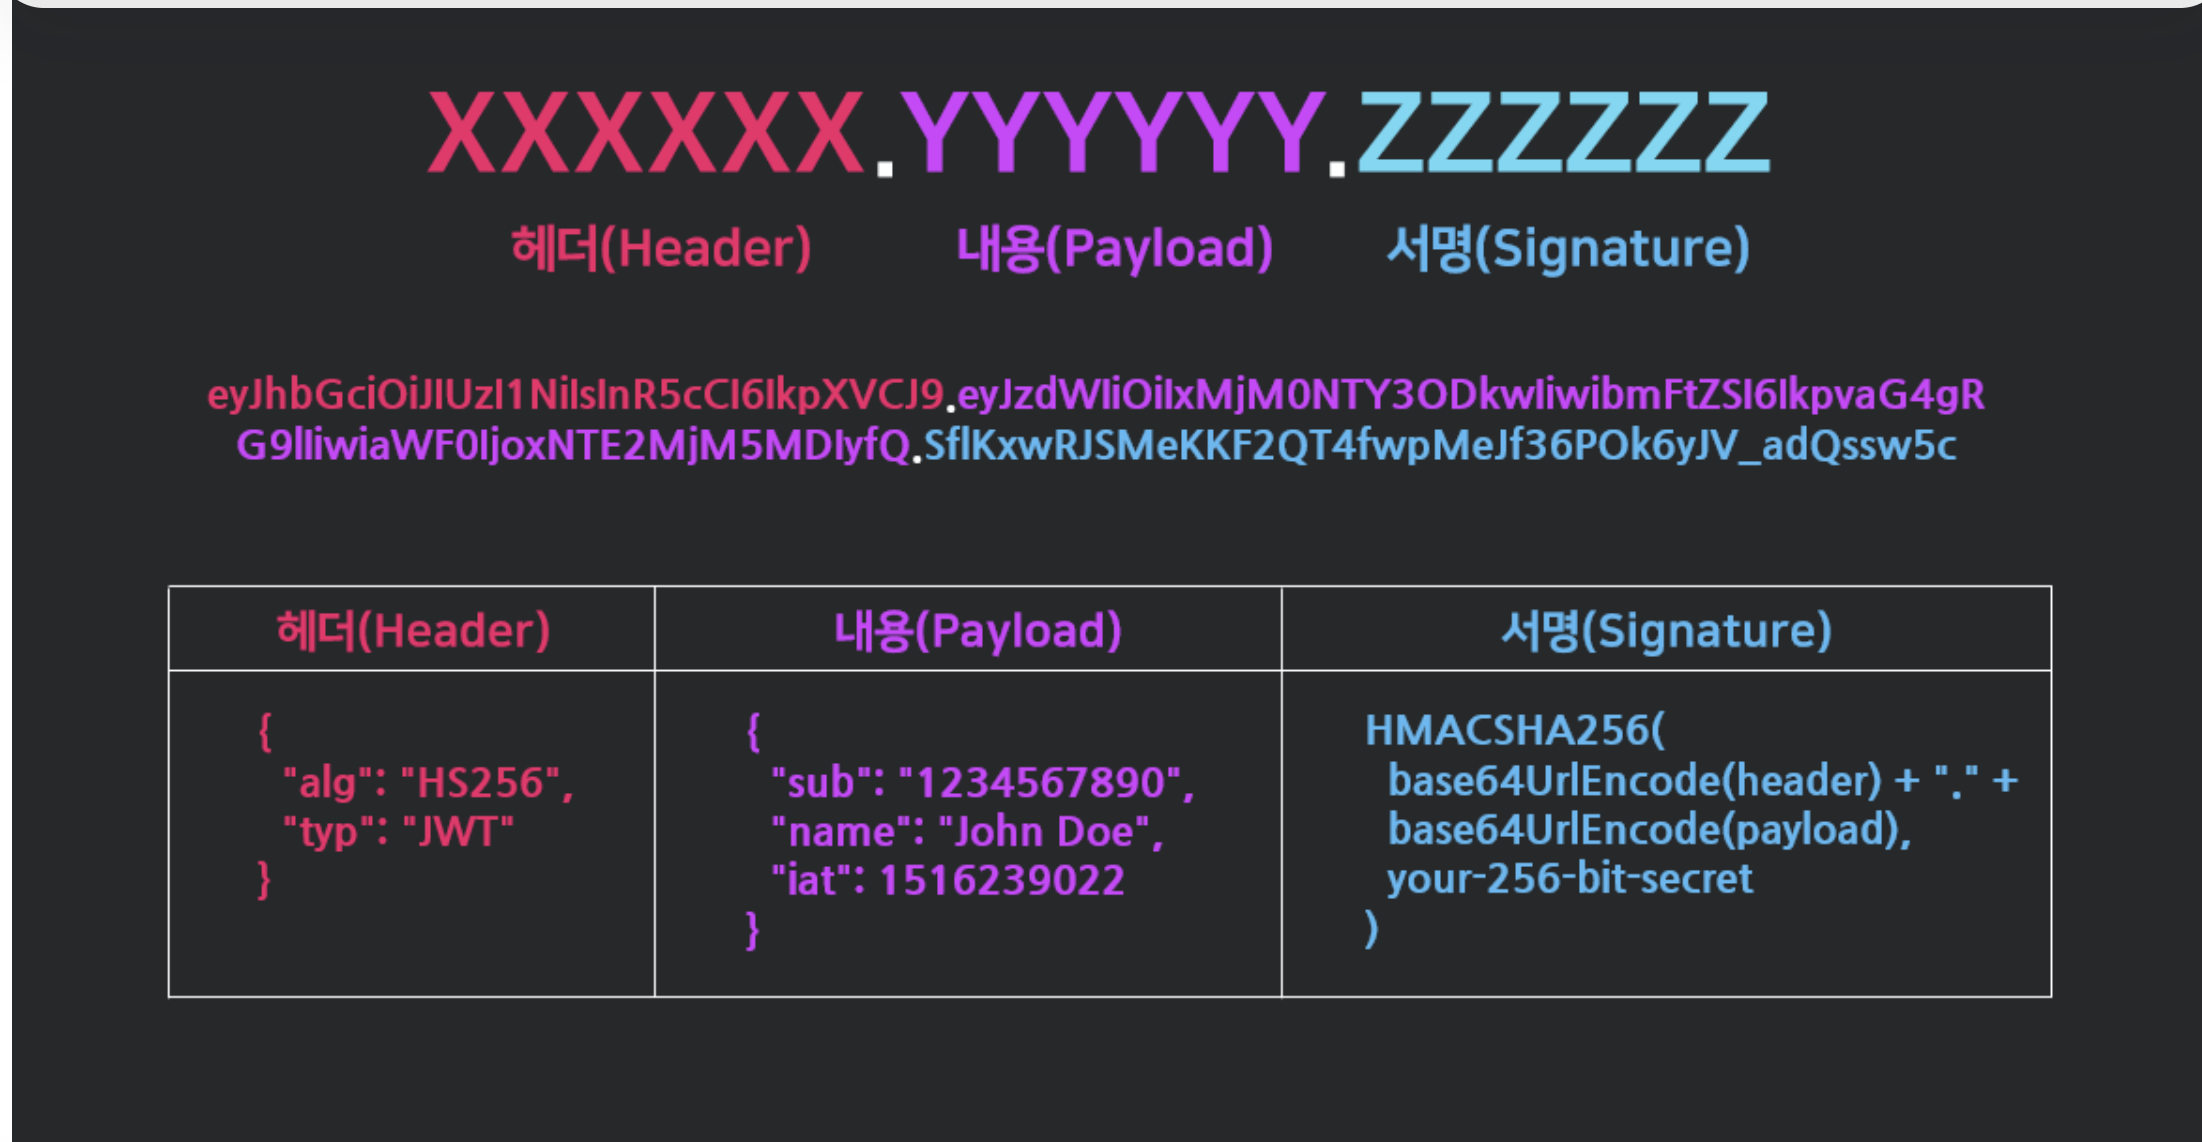 XXXXXX.YYYYYY.ZZZZZZ
헤더(Header) 내용(Payload) 서명(Signature)
eyJhbGciOiJIUzI1NiIsInR5cCI6IkpXVCJ9.eyJzdWIiOiIxMjM0NTY3ODkwIiwibmFtZSI6IkpvaG4gR
G9lIiwiaWF0IjoxNTE2MjM5MDIyfQ.SflKxwRJSMeKKF2QT4fwpMeJf36POk6yJV_adQssw5c
헤더(Header) 내용(Payload) 서명(Signature)
{
"alg": "HS256",
"typ": "JWT"
}
{
"sub": "1234567890",
"name": "John Doe",
"iat": 1516239022
}
HMACSHA256(
base64UrlEncode(header) + "." +
base64UrlEncode(payload),
your-256-bit-secret
)